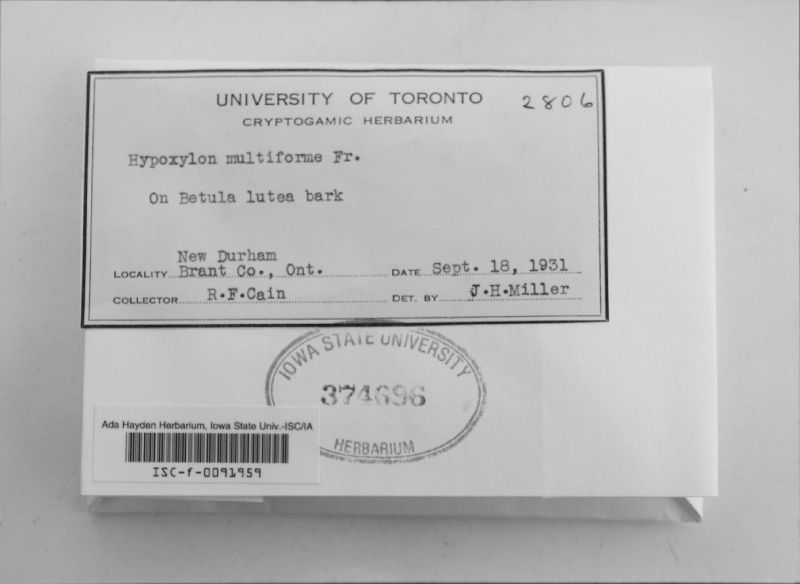 UNIVERSITY OF TORONTO 2806
CRYPTOGAMIC HERBARIUM
Hypoxylon multiforme Fr.
On Betula lutea bark
New Durham
LOCALITY Brant Co., Ont. DATE Sept. 18, 1931
COLLECTOR R.F.Cain DET. BY J.H.Miller
IOWA STATE UNIVERSITY
374696
HERBARIUM
Ada Hayden Herbarium, Iowa State Univ.-ISC/IA
ISC-f-0091959